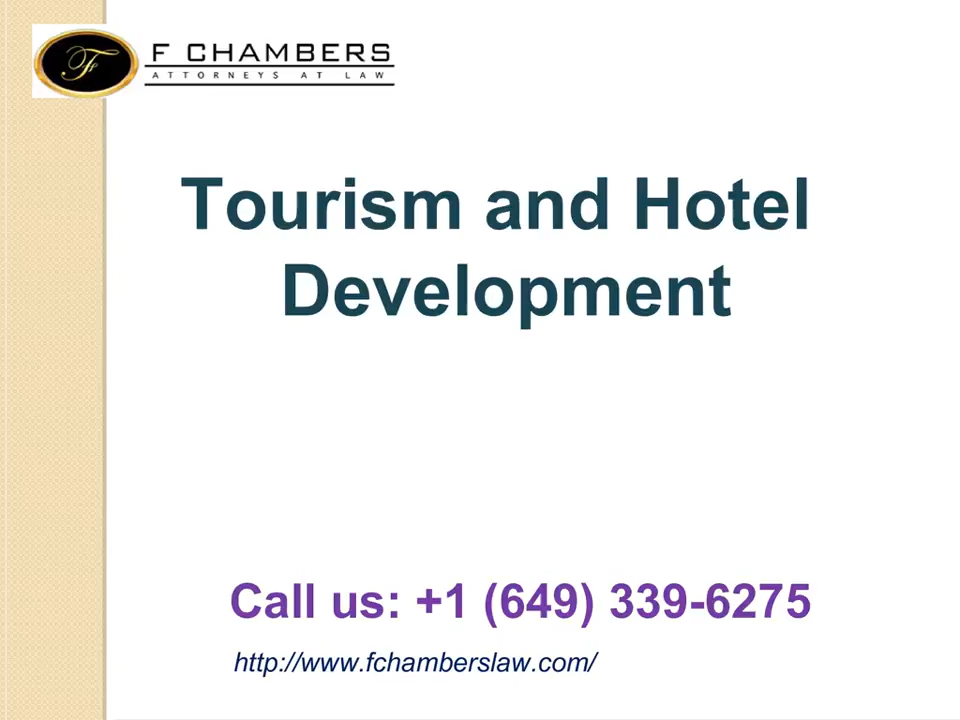 F CHAMBERS
ATTORNEYS AT LAW
Tourism and Hotel
Development
Call us: +1 (649) 339-6275
http://www.fchamberslaw.com/